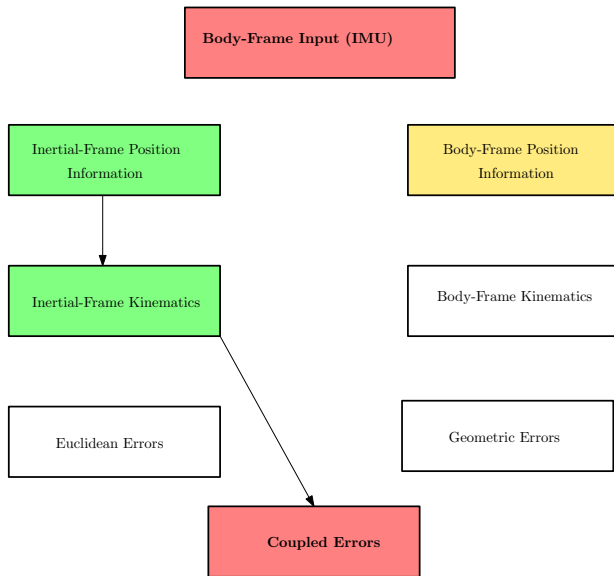 Body-Frame Input (IMU)
Inertial-Frame Position
Information
Body-Frame Position
Information
Inertial-Frame Kinematics
Body-Frame Kinematics
Euclidean Errors
Geometric Errors
Coupled Errors